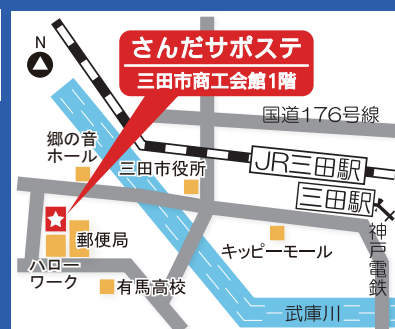 N
さんだサポステ
三田市商工会館1階
国道176号線
郷の音
ホール
三田市役所
JR三田駅
三田駅
神戸電鉄
郵便局
キッピーモール
ハロー
ワーク
有馬高校
武庫川